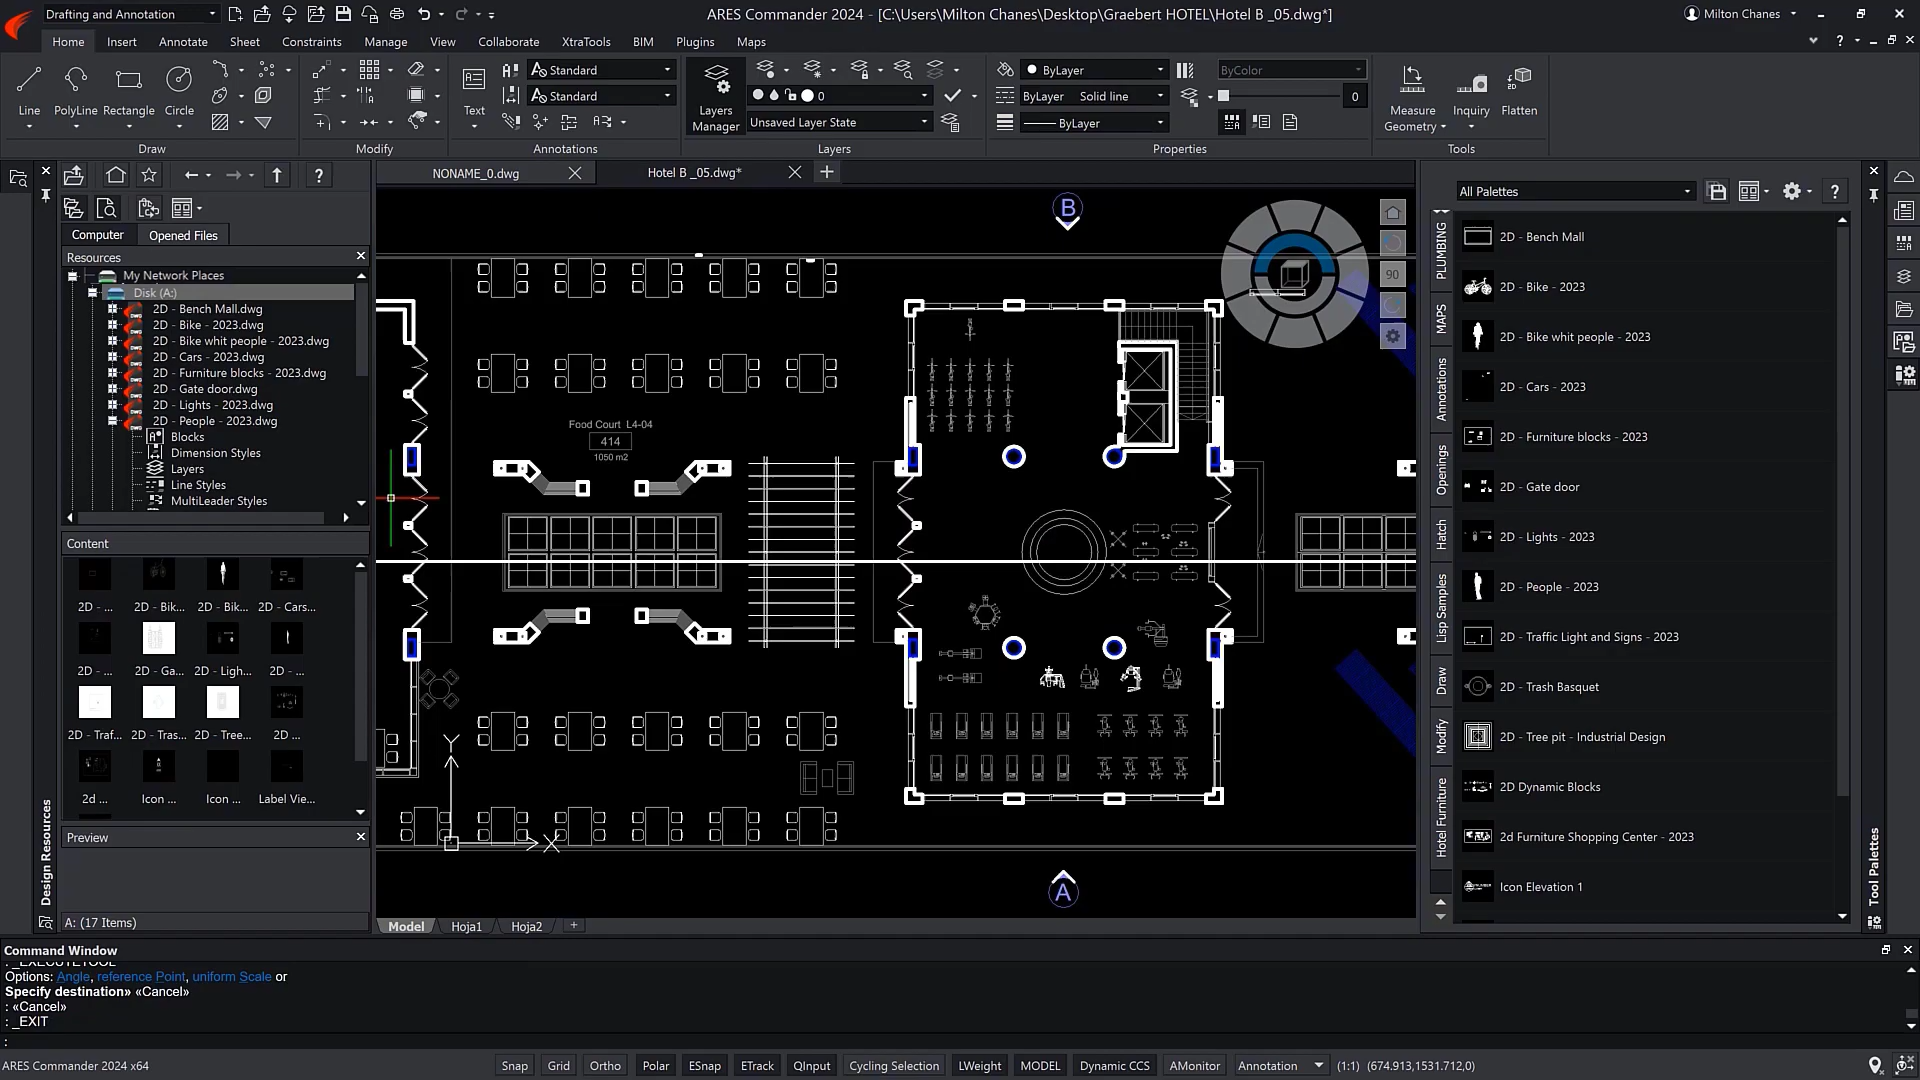 Drafting and Annotation
ARES Commander 2024 - [C:\Users\Milton Chanes\Desktop\Graebert HOTEL\Hotel B _05.dwg*]
Milton Chanes
Home Insert Annotate Sheet Constraints Manage View Collaborate XtraTools BIM Plugins Maps
?
Line
PolyLine
Rectangle
Circle
Text
Standard
Standard
Layers
Manager
0
Unsaved Layer State
ByLayer
ByLayer Solid line
ByLayer
ByColor
0
Measure
Geometry
Inquiry
Flatten
2D
Draw
Modify
Annotations
Layers
Properties
Tools
NONAME_0.dwg
Hotel B _05.dwg*
?
Computer
Opened Files
Resources
My Network Places
Disk (A:)
2D - Bench Mall.dwg
2D - Bike - 2023.dwg
2D - Bike whit people - 2023.dwg
2D - Cars - 2023.dwg
2D - Furniture blocks - 2023.dwg
2D - Gate door.dwg
2D - Lights - 2023.dwg
2D - People - 2023.dwg
Blocks
Dimension Styles
Layers
Line Styles
MultiLeader Styles
Content
2D - ... 2D - Bik... 2D - Bik... 2D - Cars...
2D - ... 2D - Ga... 2D - Ligh... 2D - ...
2D - Traf... 2D - Tras... 2D - Tree... 2D ...
2d ... Icon ... Icon ... Label Vie...
Preview
A: (17 Items)
Design Resources
B
Food Court L4-04
414
1050 m2
Y
X
A
90
Model Hoja1 Hoja2 +
All Palettes
?
PLUMBING
MAPS
Annotations
Openings
Hatch
Lisp Samples
Draw
Modify
Hotel Furniture
2D - Bench Mall
2D - Bike - 2023
2D - Bike whit people - 2023
2D - Cars - 2023
2D - Furniture blocks - 2023
2D - Gate door
2D - Lights - 2023
2D - People - 2023
2D - Traffic Light and Signs - 2023
2D - Trash Basquet
2D - Tree pit - Industrial Design
2D Dynamic Blocks
2d Furniture Shopping Center - 2023
Icon Elevation 1
Tool Palettes
Command Window
: _EXECUTETOOL
Options: Angle, reference Point, uniform Scale or
Specify destination» «Cancel»
: «Cancel»
: _EXIT
:
ARES Commander 2024 x64
Snap Grid Ortho Polar ESnap ETrack QInput Cycling Selection LWeight MODEL Dynamic CCS AMonitor Annotation (1:1) (674.913,1531.712,0)